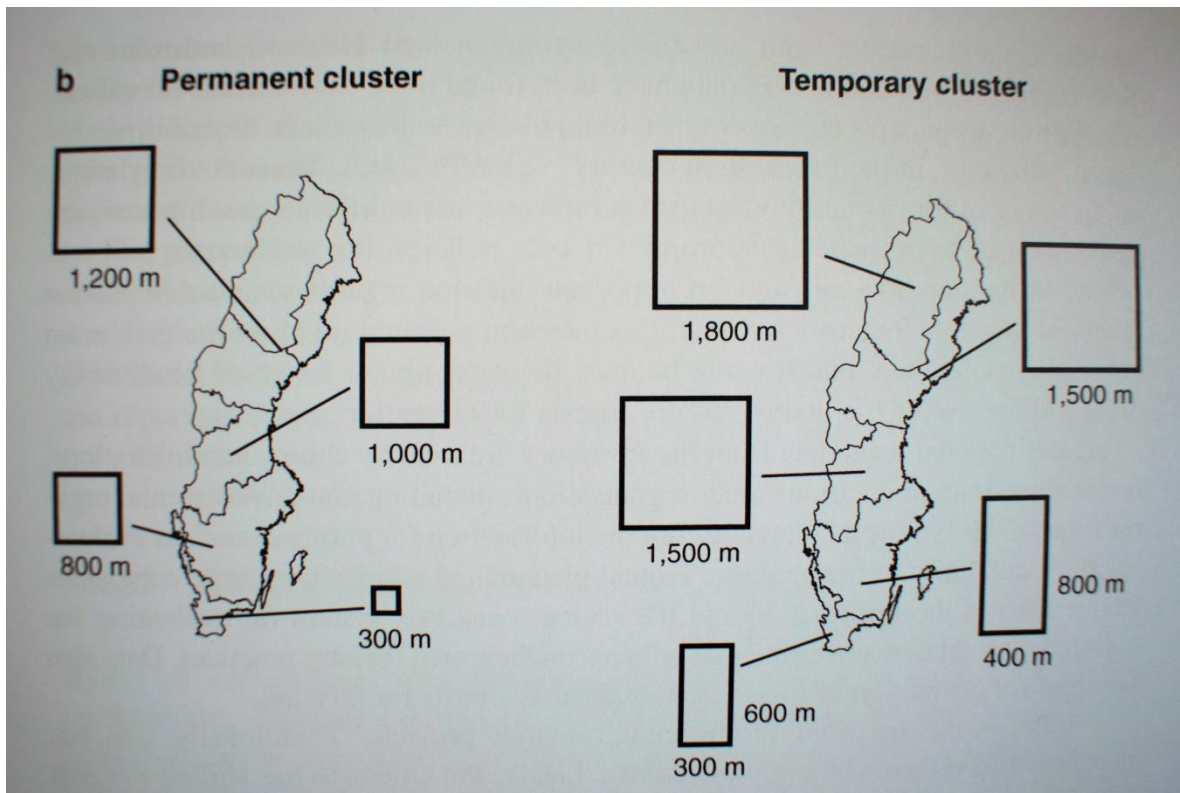 b Permanent cluster
1,200 m
1,000 m
800 m
300 m
Temporary cluster
1,800 m
1,500 m
1,500 m
800 m
400 m
600 m
300 m